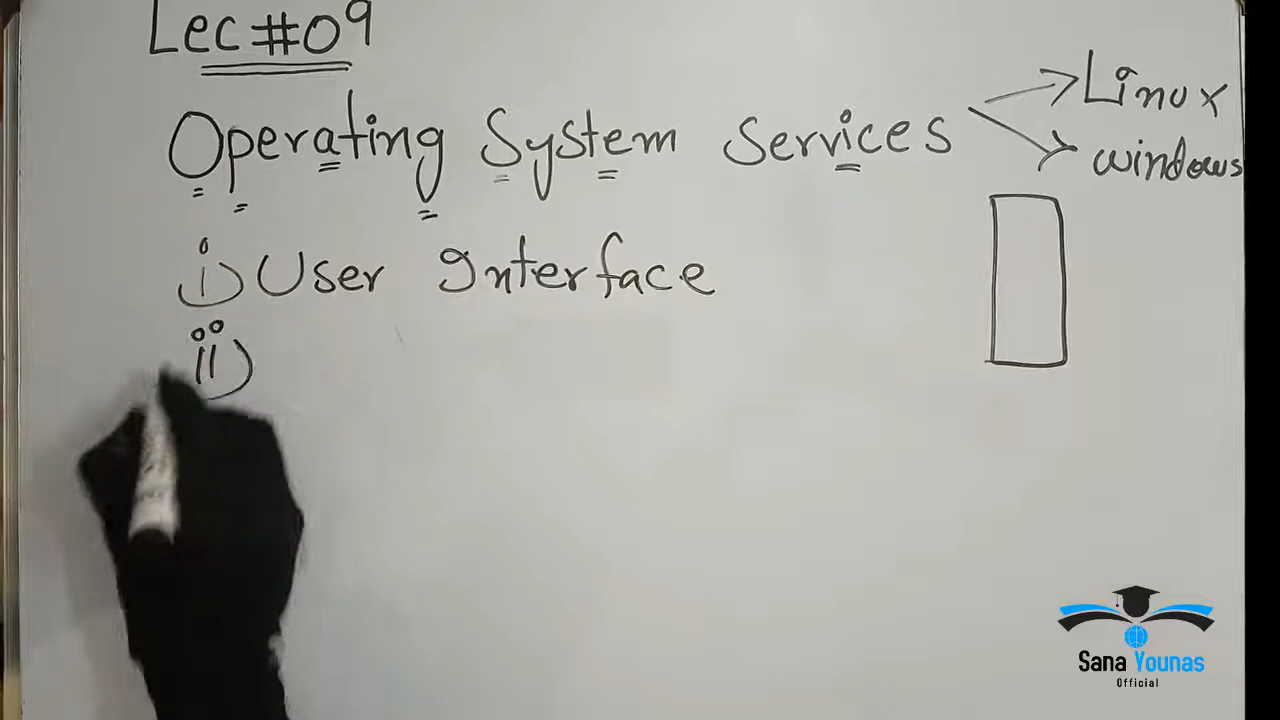 Lec #09
Operating System Services
Linux
windows
i) User Interface
ii)
Sana Younas
Official